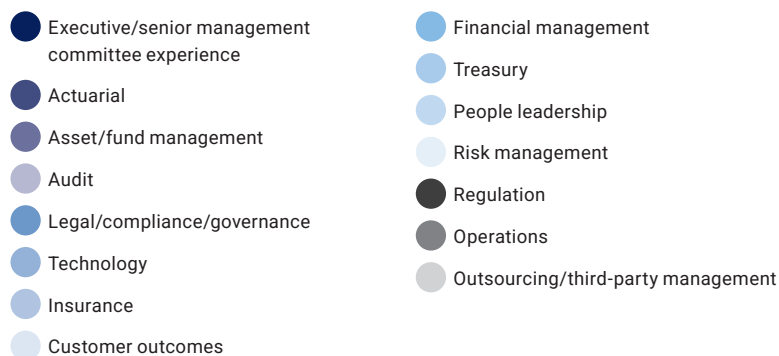 Executive/senior management
committee experience
Actuarial
Asset/fund management
Audit
Legal/compliance/governance
Technology
Insurance
Customer outcomes
Financial management
Treasury
People leadership
Risk management
Regulation
Operations
Outsourcing/third-party management